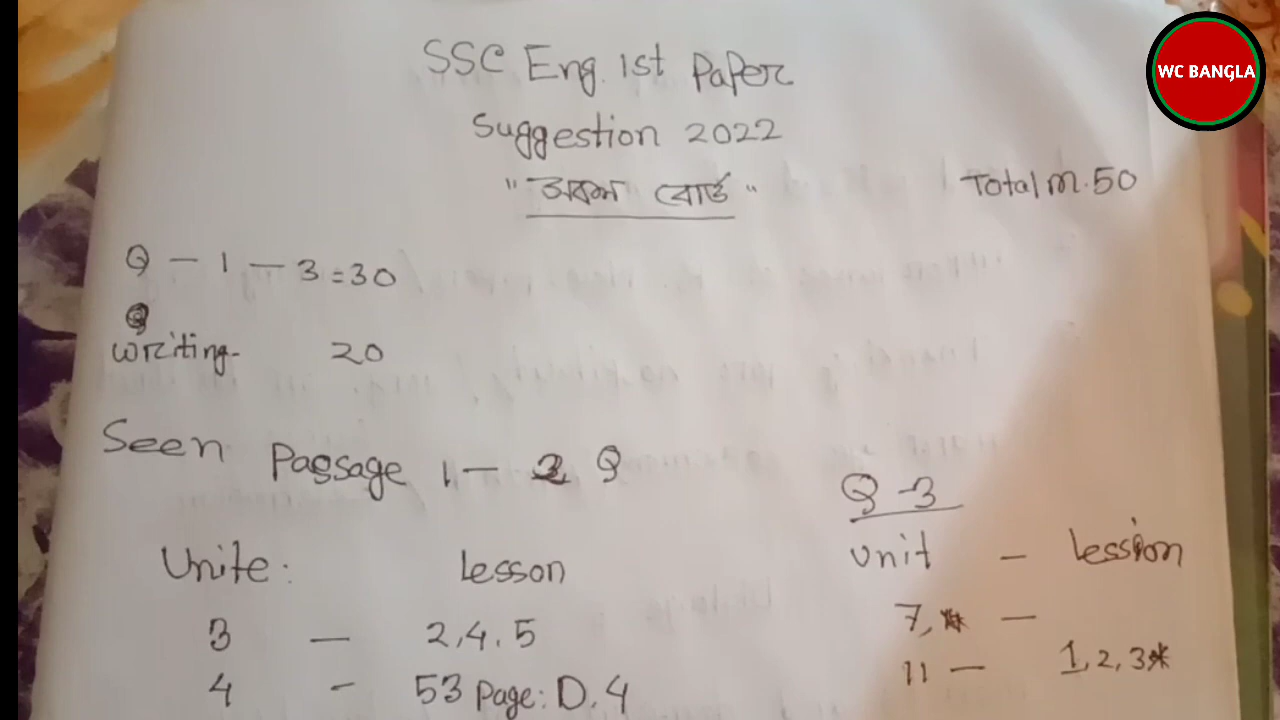 WC BANGLA
SSC Eng. 1st Paper
Suggestion 2022
"সকল বোর্ড"
Total m. 50
Q - 1 - 3 = 30
Writing- 20
Seen Passage 1 - 2 Q
Unite: lesson
3 - 2,4,5
4 - 53 Page: D.4
Q-3
Unit - lession
7, * -
11 - 1, 2, 3*